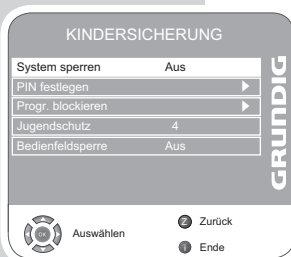 KINDERSICHERUNG
System sperren Aus
PIN festlegen
Progr. blockieren
Jugendschutz 4
Bedienfeldsperre Aus
GRUNDIG
OK Auswählen
Z Zurück
i Ende